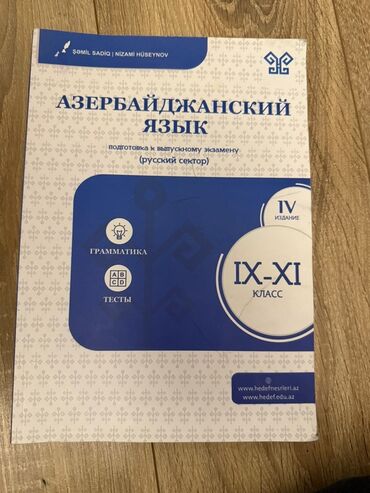 ŞƏMİL SADİQ | NİZAMİ HÜSEYNOV
АЗЕРБАЙДЖАНСКИЙ
ЯЗЫК
подготовка к выпускному экзамену
(русский сектор)
IV
ИЗДАНИЕ
ГРАММАТИКА
IX-XI
КЛАСС
A B
C D
ТЕСТЫ
www.hedefnesrleri.az
www.hedef.edu.az